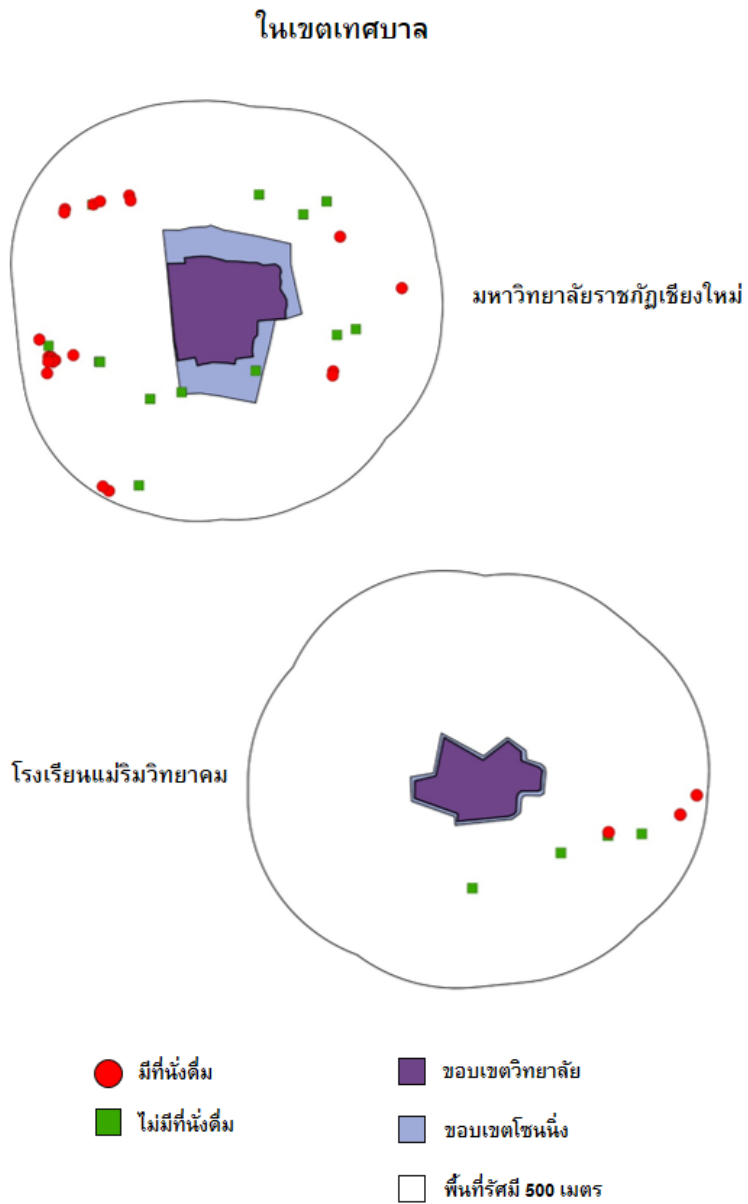 ในเขตเทศบาล
มหาวิทยาลัยราชภัฏเชียงใหม่
โรงเรียนแม่ริมวิทยาคม
มีที่นั่งดื่ม
ขอบเขตวิทยาลัย
ไม่มีที่นั่งดื่ม
ขอบเขตโซนนิ่ง
พื้นที่รัศมี 500 เมตร